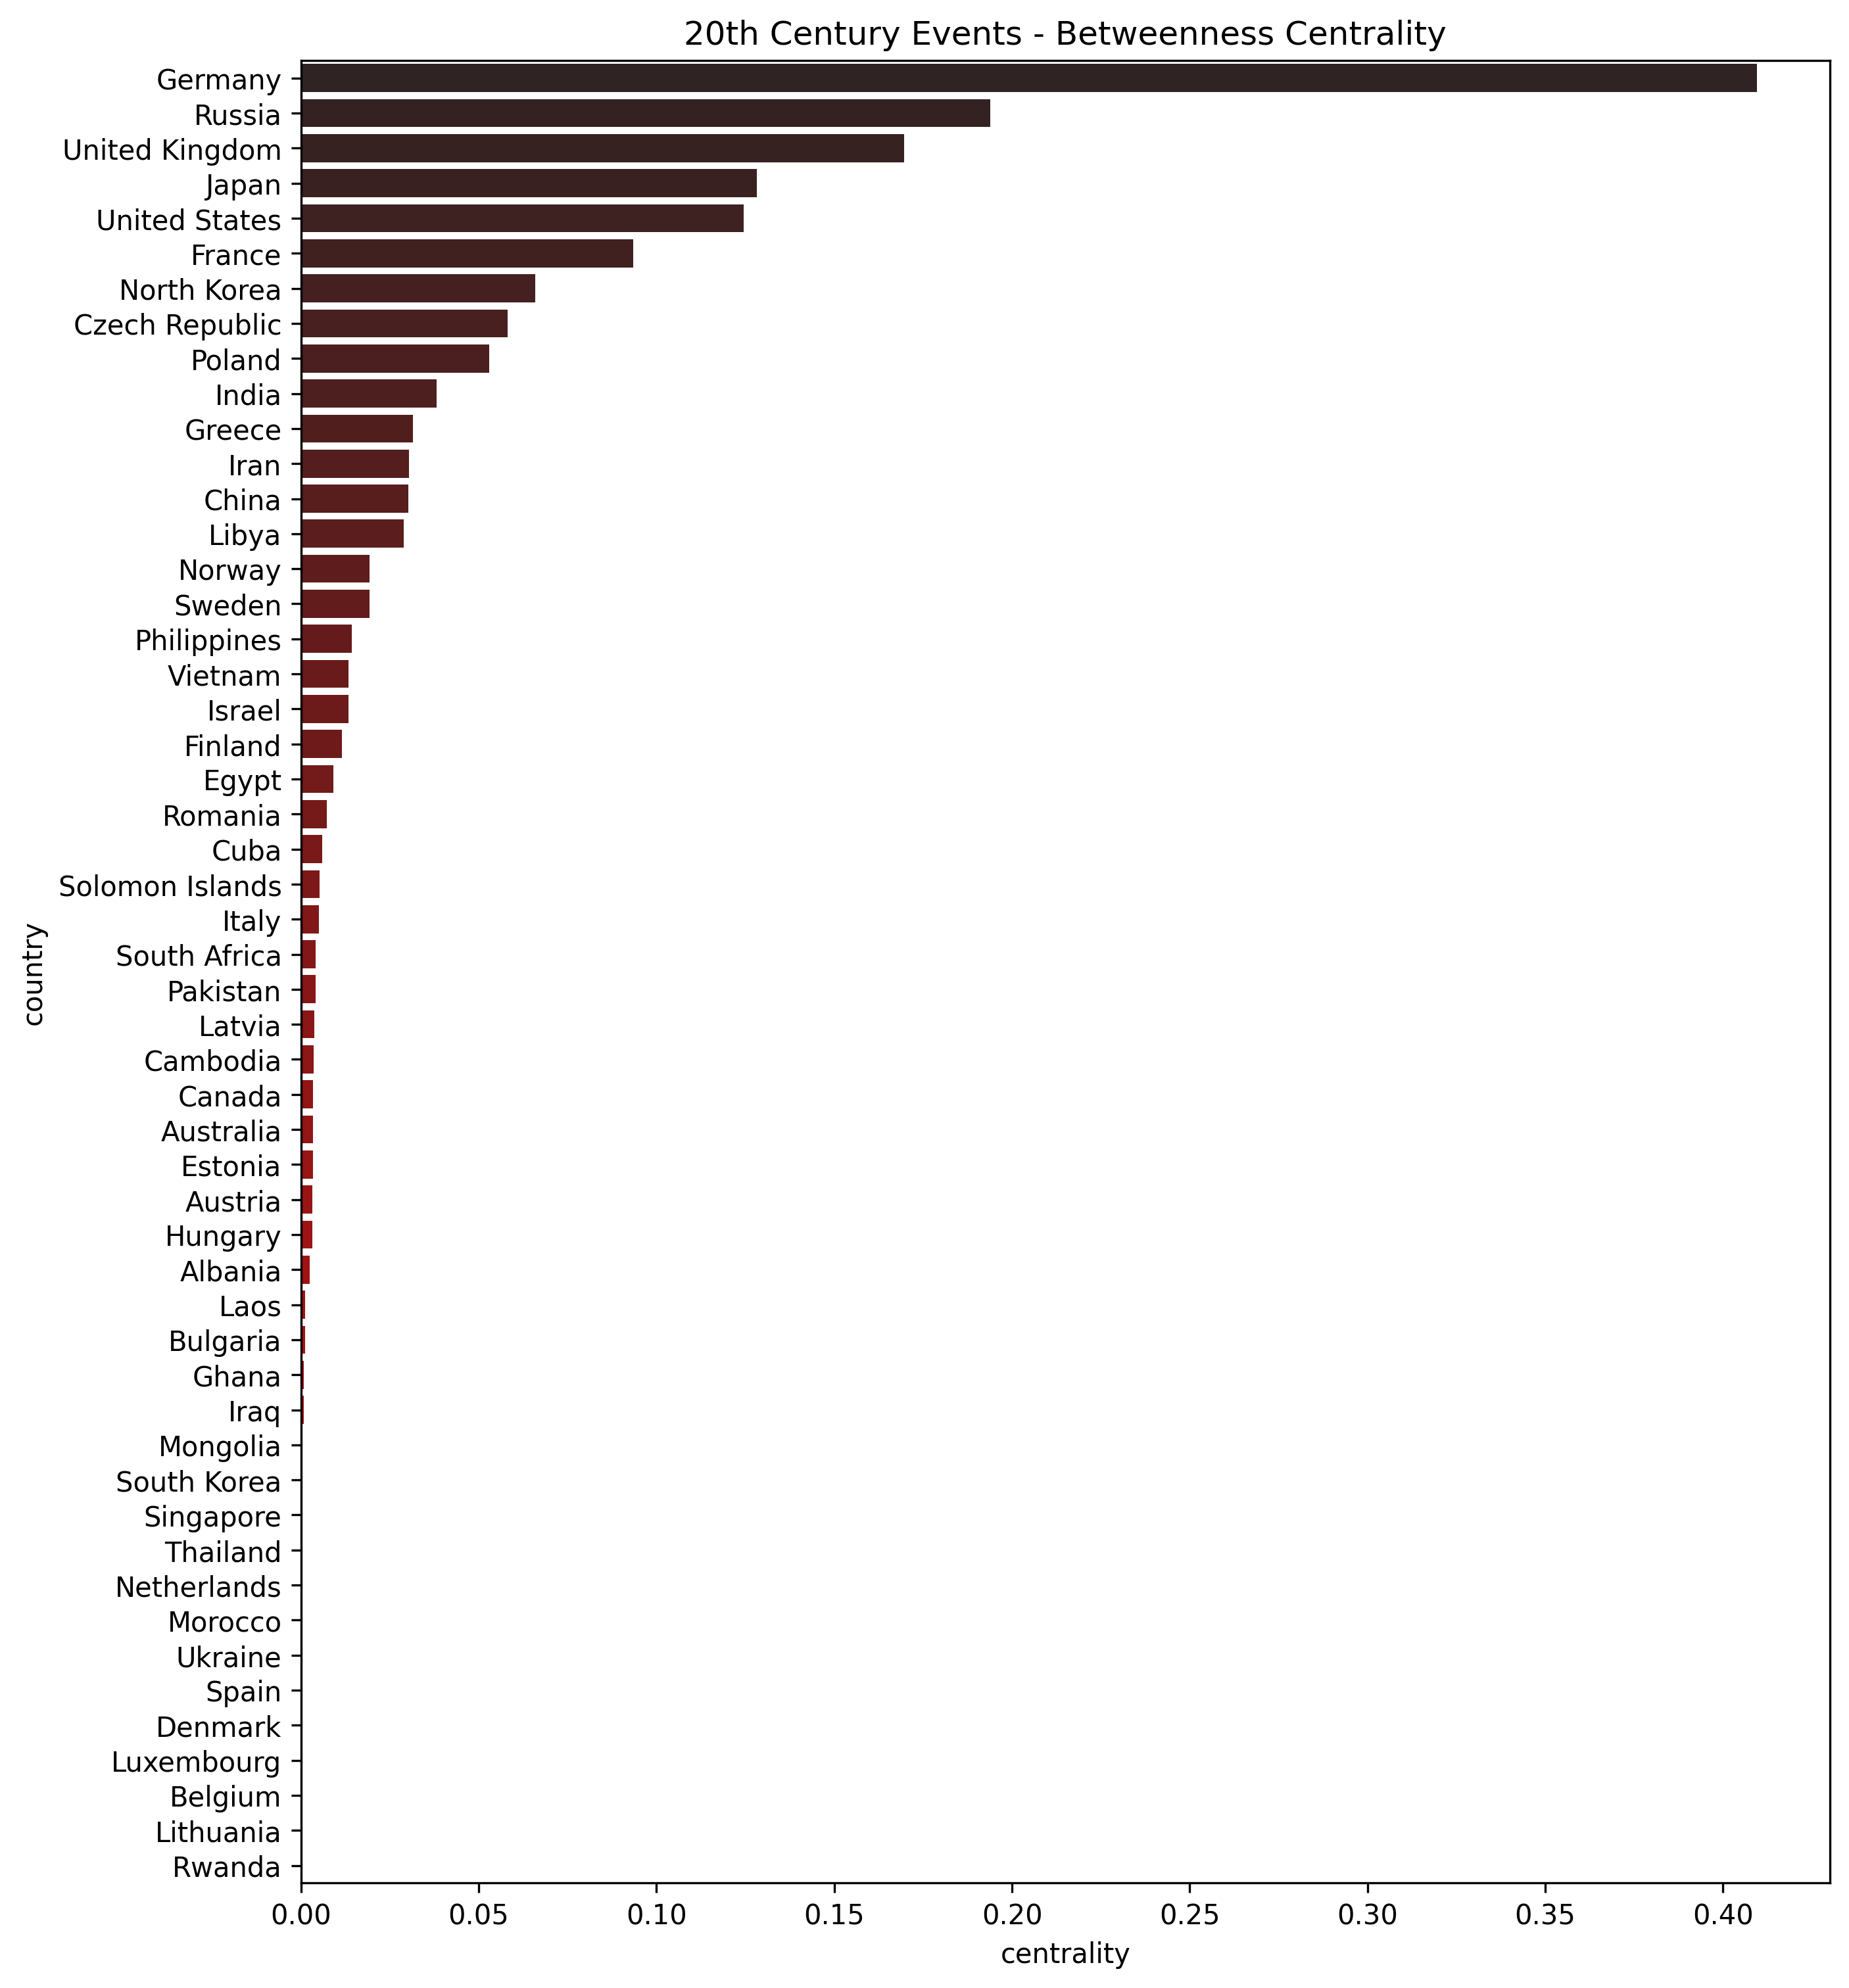 20th Century Events - Betweenness Centrality
Germany
Russia
United Kingdom
Japan
United States
France
North Korea
Czech Republic
Poland
India
Greece
Iran
China
Libya
Norway
Sweden
Philippines
Vietnam
Israel
Finland
Egypt
Romania
Cuba
Solomon Islands
Italy
South Africa
Pakistan
Latvia
Cambodia
Canada
Australia
Estonia
Austria
Hungary
Albania
Laos
Bulgaria
Ghana
Iraq
Mongolia
South Korea
Singapore
Thailand
Netherlands
Morocco
Ukraine
Spain
Denmark
Luxembourg
Belgium
Lithuania
Rwanda
country
0.00 0.05 0.10 0.15 0.20 0.25 0.30 0.35 0.40
centrality